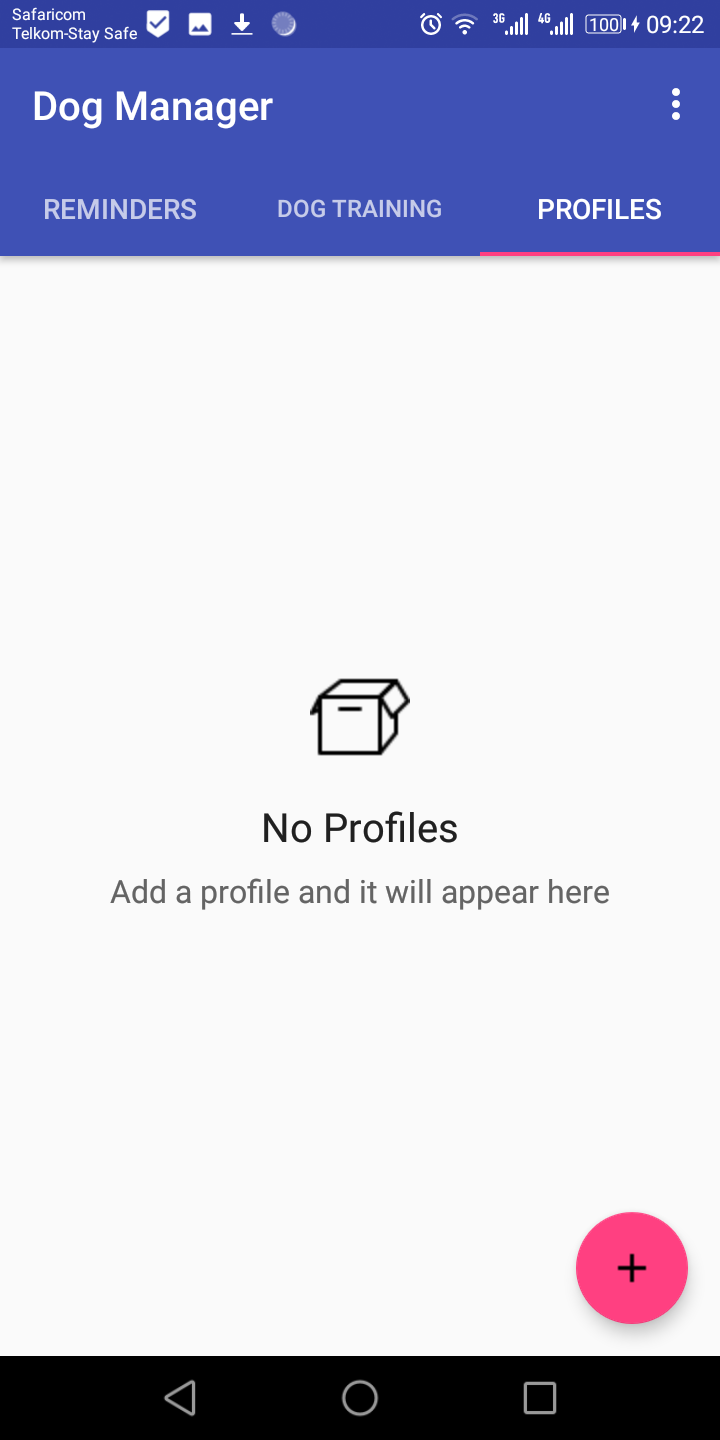 Safaricom
Telkom-Stay Safe
3G 4G 100 09:22
Dog Manager
REMINDERS DOG TRAINING PROFILES
No Profiles
Add a profile and it will appear here